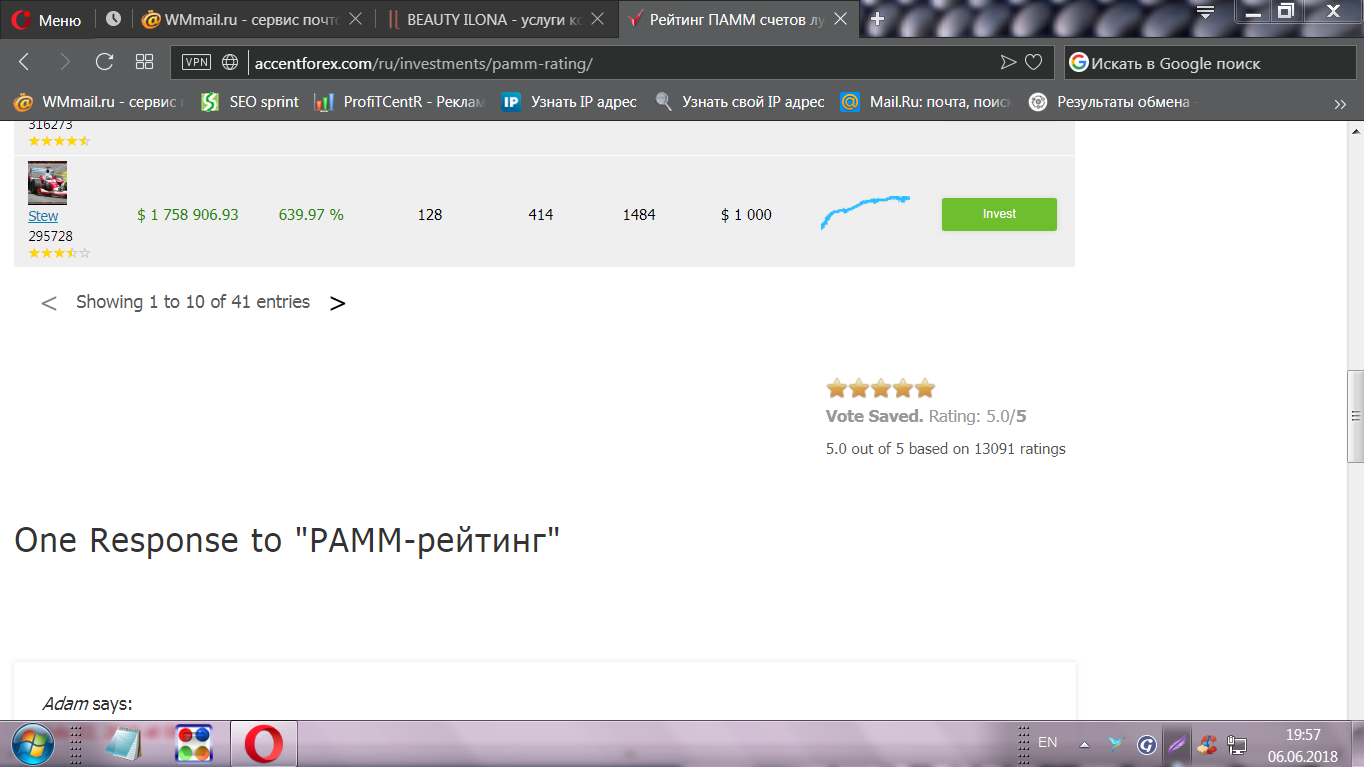 Меню
WMmail.ru - сервис почто
BEAUTY ILONA - услуги ко
Рейтинг ПАММ счетов лу
VPN
accentforex.com/ru/investments/pamm-rating/
Искать в Google поиск
WMmail.ru - сервис
SEO sprint
ProfiTCentR - Реклам
IP
Узнать IP адрес
Узнать свой IP адрес
Mail.Ru: почта, поис
Результаты обмена -
316273
Stew
295728
$ 1 758 906.93
639.97 %
128
414
1484
$ 1 000
Invest
< Showing 1 to 10 of 41 entries >
Vote Saved. Rating: 5.0/5
5.0 out of 5 based on 13091 ratings
One Response to "PAMM-рейтинг"
Adam says:
EN
19:57
06.06.2018